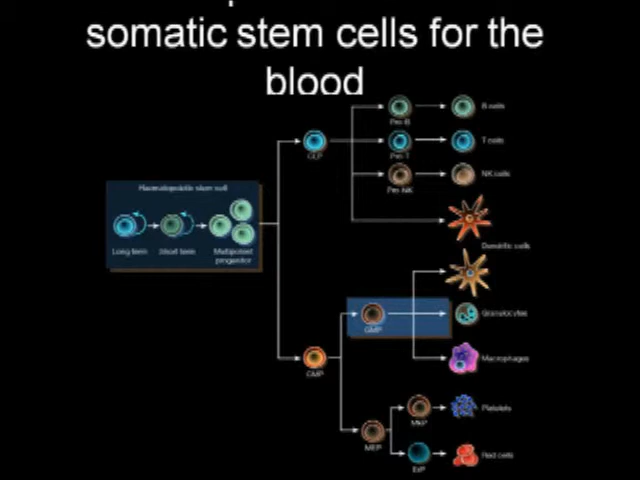 somatic stem cells for the
blood
Haematopoietic stem cell
Long term
Short term
Multipotent
progenitor
CLP
CMP
Pro-B
Pro-T
Pro-NK
B cells
T cells
NK cells
Dendritic cells
GMP
Granulocytes
Macrophages
MEP
MkP
Platelets
ErP
Red cells